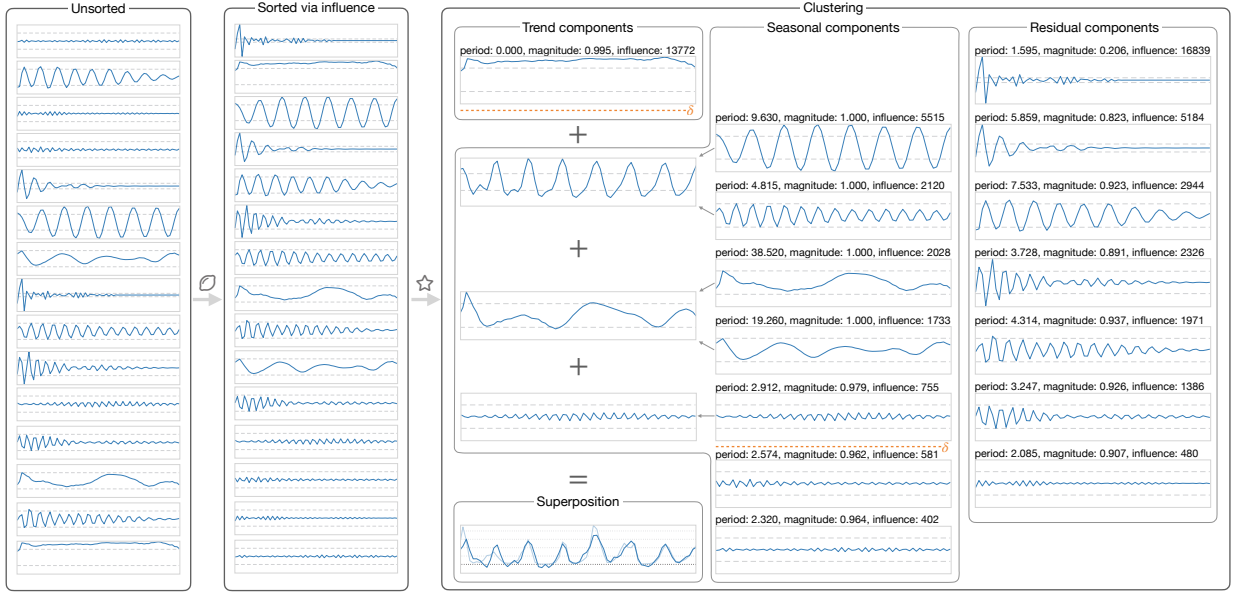 Unsorted
Sorted via influence
Clustering
Trend components
Seasonal components
Residual components
period: 0.000, magnitude: 0.995, influence: 13772
δ
+
+
+
=
Superposition
period: 9.630, magnitude: 1.000, influence: 5515
period: 4.815, magnitude: 1.000, influence: 2120
period: 38.520, magnitude: 1.000, influence: 2028
period: 19.260, magnitude: 1.000, influence: 1733
period: 2.912, magnitude: 0.979, influence: 755
δ
period: 2.574, magnitude: 0.962, influence: 581
period: 2.320, magnitude: 0.964, influence: 402
period: 1.595, magnitude: 0.206, influence: 16839
period: 5.859, magnitude: 0.823, influence: 5184
period: 7.533, magnitude: 0.923, influence: 2944
period: 3.728, magnitude: 0.891, influence: 2326
period: 4.314, magnitude: 0.937, influence: 1971
period: 3.247, magnitude: 0.926, influence: 1386
period: 2.085, magnitude: 0.907, influence: 480